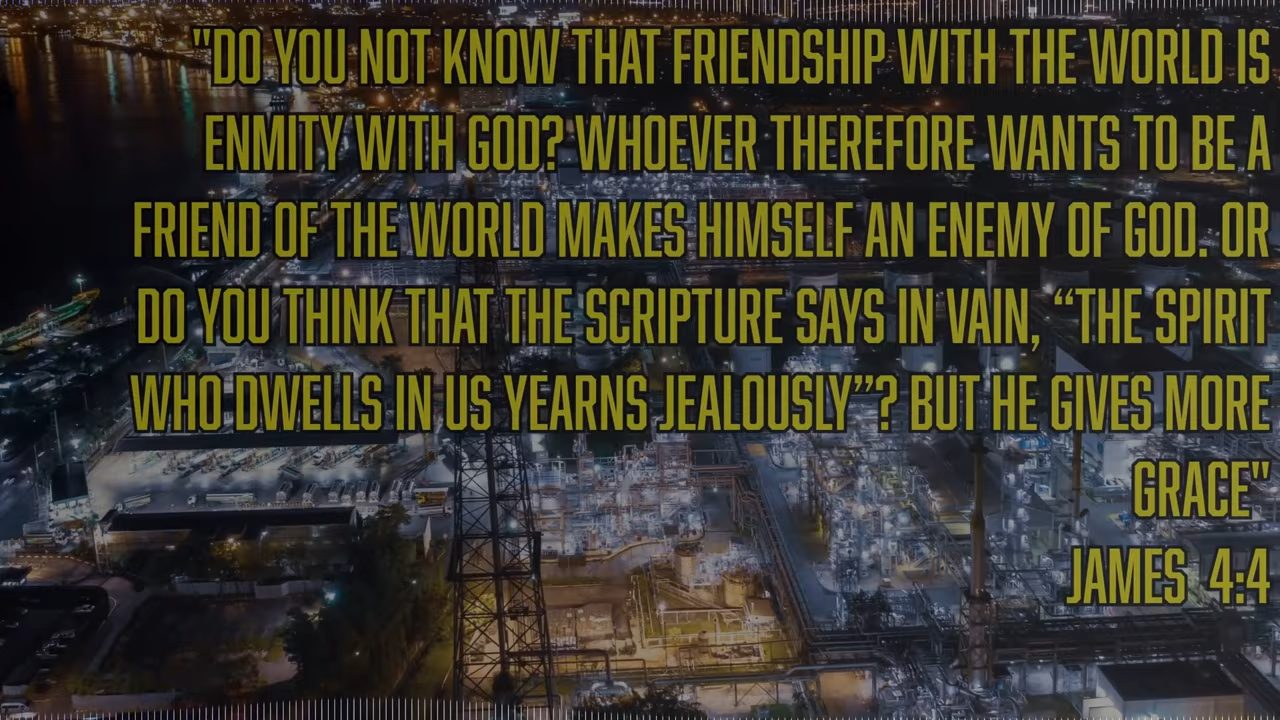 "DO YOU NOT KNOW THAT FRIENDSHIP WITH THE WORLD IS
ENMITY WITH GOD? WHOEVER THEREFORE WANTS TO BE A
FRIEND OF THE WORLD MAKES HIMSELF AN ENEMY OF GOD. OR
DO YOU THINK THAT THE SCRIPTURE SAYS IN VAIN, “THE SPIRIT
WHO DWELLS IN US YEARNS JEALOUSLY”? BUT HE GIVES MORE
GRACE"
JAMES 4:4